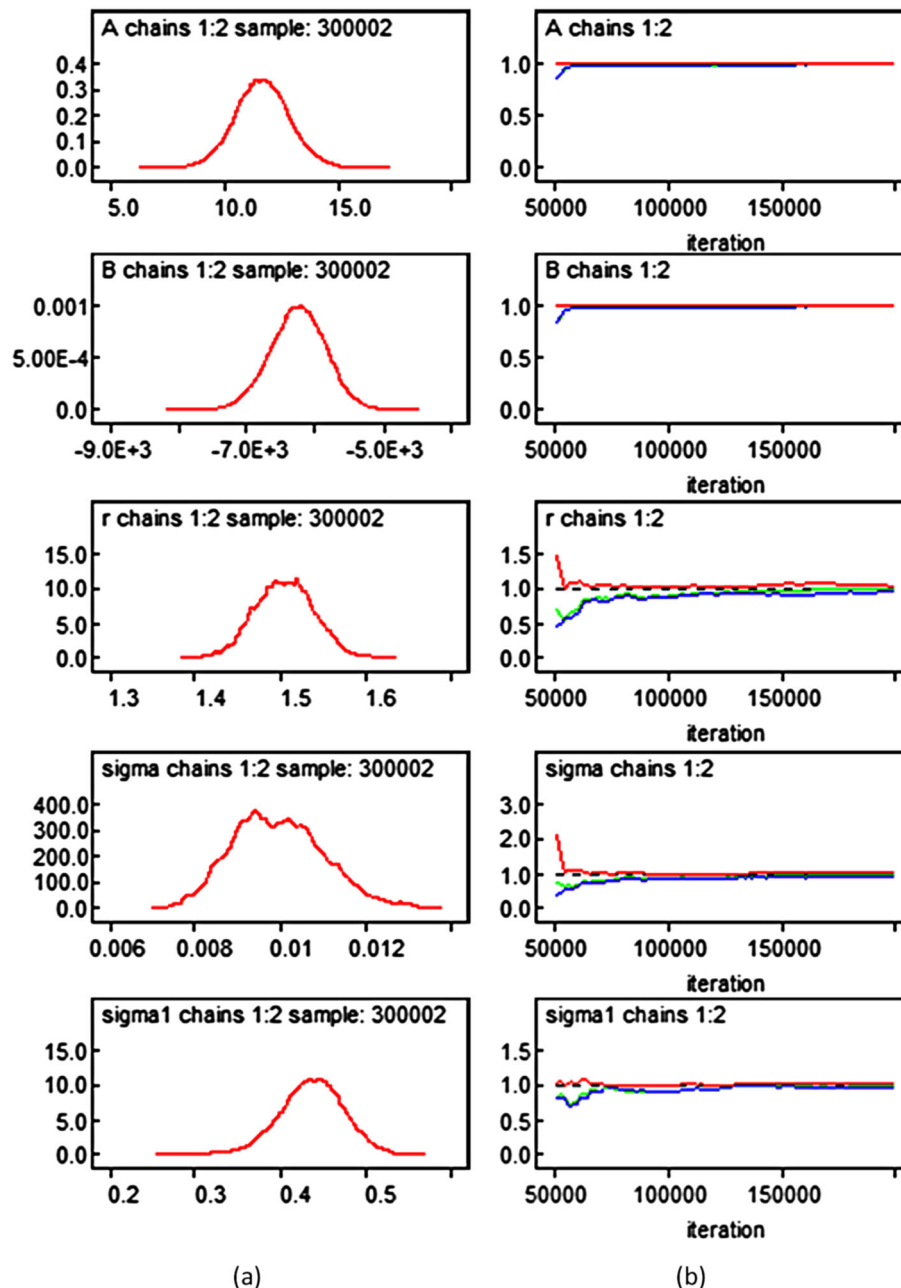 A chains 1:2 sample: 300002
0.4
0.3
0.2
0.1
0.0
5.0 10.0 15.0
A chains 1:2
1.0
0.5
0.0
50000 100000 150000
iteration
B chains 1:2 sample: 300002
0.001
5.00E-4
0.0
-9.0E+3 -7.0E+3 -5.0E+3
B chains 1:2
1.0
0.5
0.0
50000 100000 150000
iteration
r chains 1:2 sample: 300002
15.0
10.0
5.0
0.0
1.3 1.4 1.5 1.6
r chains 1:2
1.5
1.0
0.5
0.0
50000 100000 150000
iteration
sigma chains 1:2 sample: 300002
400.0
300.0
200.0
100.0
0.0
0.006 0.008 0.01 0.012
sigma chains 1:2
3.0
2.0
1.0
0.0
50000 100000 150000
iteration
sigma1 chains 1:2 sample: 300002
15.0
10.0
5.0
0.0
0.2 0.3 0.4 0.5
sigma1 chains 1:2
1.5
1.0
0.5
0.0
50000 100000 150000
iteration
(a) (b)